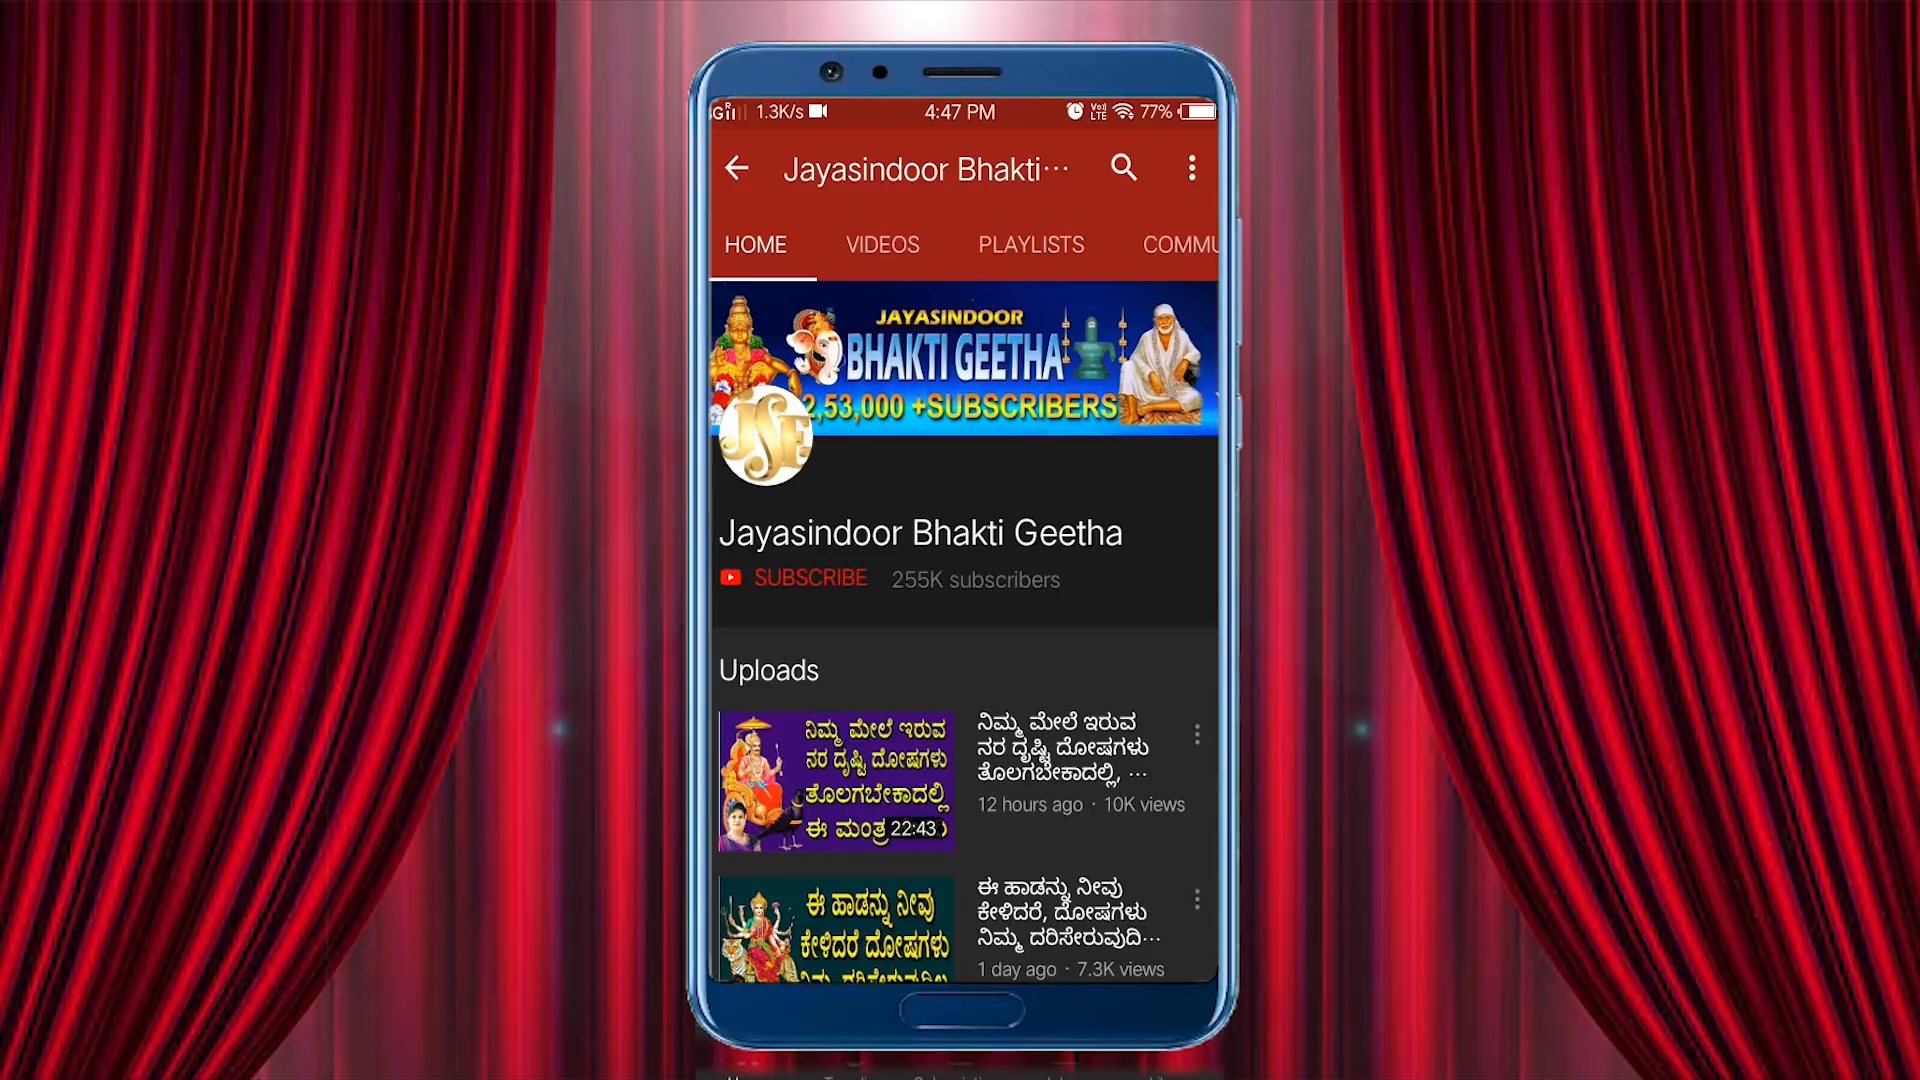 1.3K/s
4:47 PM
VoLTE
77%
Jayasindoor Bhakti···
HOME
VIDEOS
PLAYLISTS
COMMU
JAYASINDOOR
BHAKTI GEETHA
2,53,000 +SUBSCRIBERS
JSE
Jayasindoor Bhakti Geetha
SUBSCRIBE
255K subscribers
Uploads
ನಿಮ್ಮ ಮೇಲೆ ಇರುವ
ನರ ದೃಷ್ಟಿ ದೋಷಗಳು
ತೊಲಗಬೇಕಾದಲ್ಲಿ
ಈ ಮಂತ್ರ
22:43
ನಿಮ್ಮ ಮೇಲೆ ಇರುವ
ನರ ದೃಷ್ಟಿ ದೋಷಗಳು
ತೊಲಗಬೇಕಾದಲ್ಲಿ, ···
12 hours ago · 10K views
ಈ ಹಾಡನ್ನು ನೀವು
ಕೇಳಿದರೆ ದೋಷಗಳು
ಈ ಹಾಡನ್ನು ನೀವು
ಕೇಳಿದರೆ, ದೋಷಗಳು
ನಿಮ್ಮ ದರಿಸೇರುವುದಿ···
1 day ago · 7.3K views